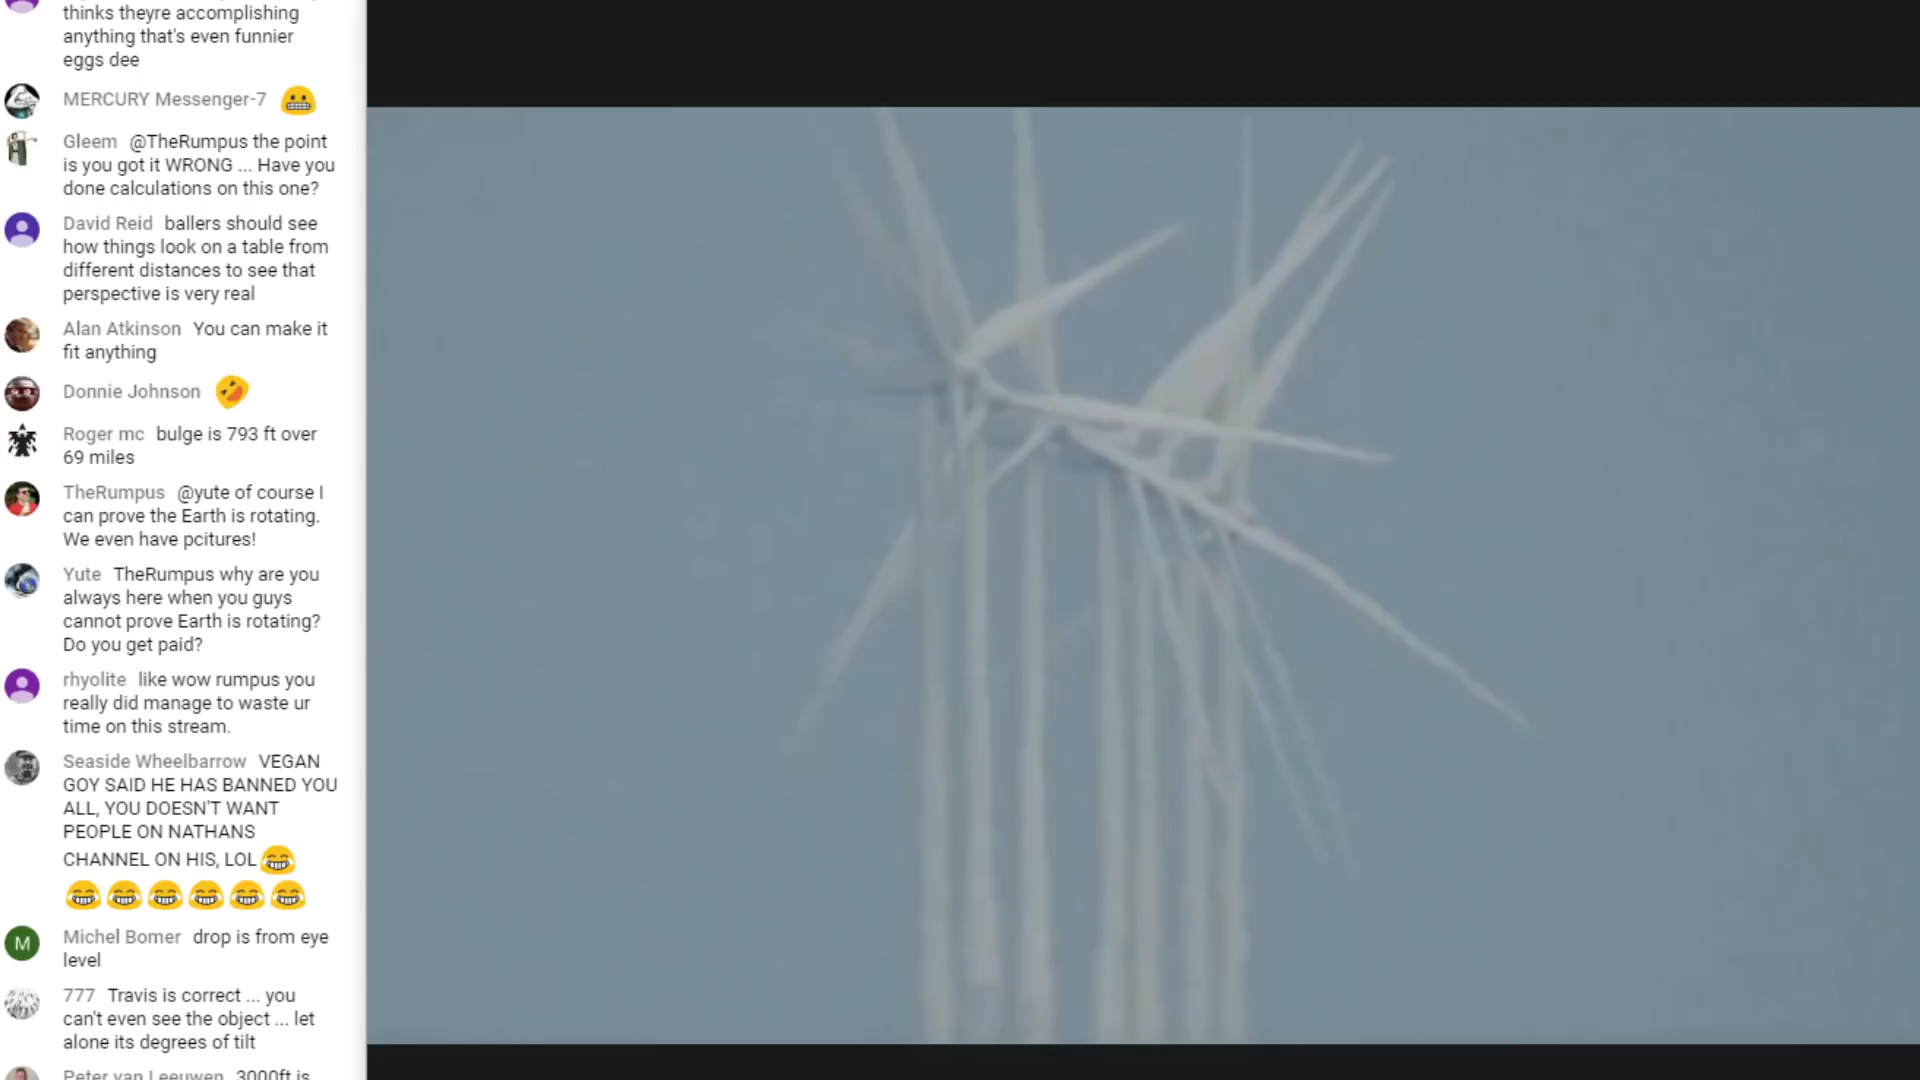 thinks theyre accomplishing
anything that's even funnier
eggs dee
MERCURY Messenger-7
Gleem @TheRumpus the point
is you got it WRONG ... Have you
done calculations on this one?
David Reid ballers should see
how things look on a table from
different distances to see that
perspective is very real
Alan Atkinson You can make it
fit anything
Donnie Johnson
Roger mc bulge is 793 ft over
69 miles
TheRumpus @yute of course I
can prove the Earth is rotating.
We even have pcitures!
Yute TheRumpus why are you
always here when you guys
cannot prove Earth is rotating?
Do you get paid?
rhyolite like wow rumpus you
really did manage to waste ur
time on this stream.
Seaside Wheelbarrow VEGAN
GOY SAID HE HAS BANNED YOU
ALL, YOU DOESN'T WANT
PEOPLE ON NATHANS
CHANNEL ON HIS, LOL
M
Michel Bomer drop is from eye
level
777 Travis is correct ... you
can't even see the object ... let
alone its degrees of tilt
Peter van Leeuwen 3000ft is